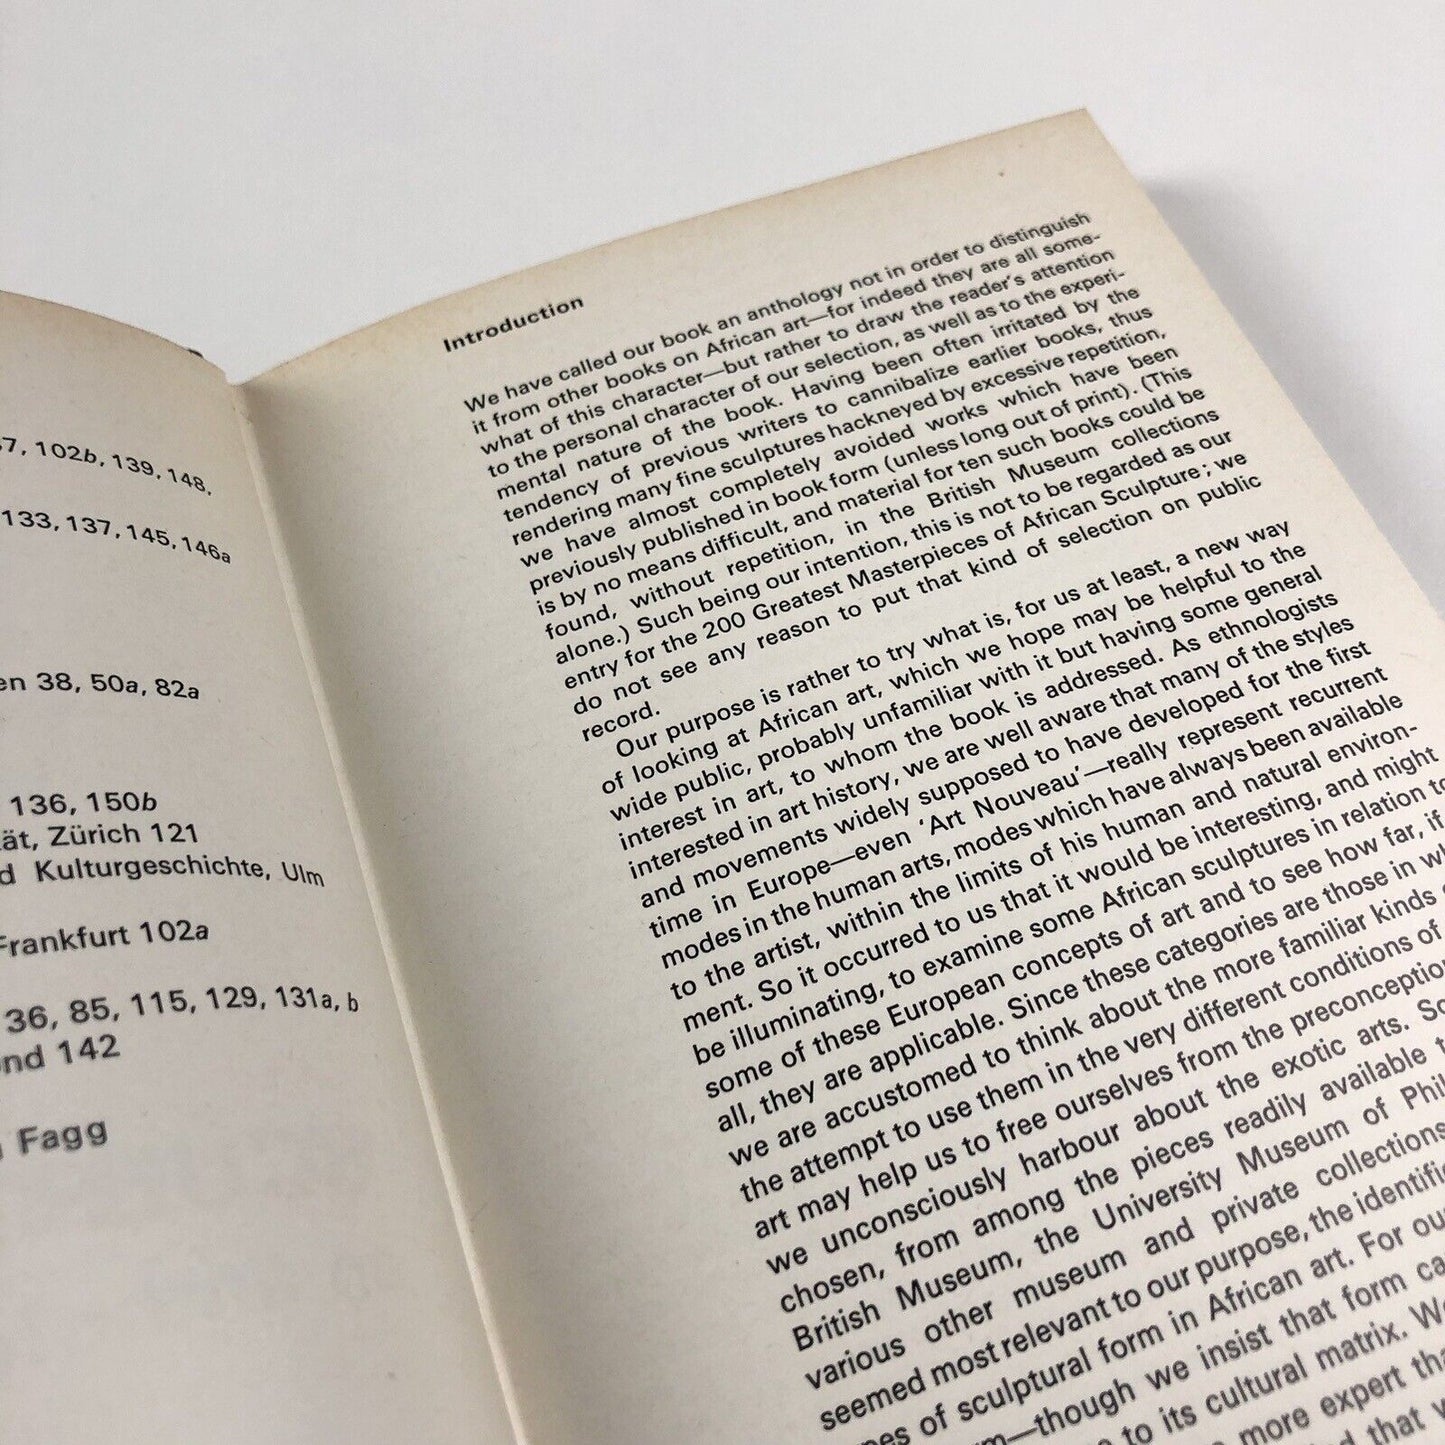 37, 102b, 139, 148,
133, 137, 145, 146a
en 38, 50a, 82a
136, 150b
tät, Zürich 121
d Kulturgeschichte, Ulm
Frankfurt 102a
36, 85, 115, 129, 131a, b
und 142
Fagg
Introduction
We have called our book an anthology not in order to distinguish
it from other books on African art—for indeed they are all some-
what of this character—but rather to draw the reader's attention
to the personal character of our selection, as well as to the experi-
mental nature of the book. Having been often irritated by the
tendency of previous writers to cannibalize earlier books, thus
rendering many fine sculptures hackneyed by excessive repetition,
we have almost completely avoided works which have been
previously published in book form (unless long out of print). (This
is by no means difficult, and material for ten such books could be
found, without repetition, in the British Museum collections
alone.) Such being our intention, this is not to be regarded as our
entry for the 200 Greatest Masterpieces of African Sculpture; we
do not see any reason to put that kind of selection on public
record.
Our purpose is rather to try what is, for us at least, a new way
of looking at African art, which we hope may be helpful to the
wide public, probably unfamiliar with it but having some general
interest in art, to whom the book is addressed. As ethnologists
interested in art history, we are well aware that many of the styles
and movements widely supposed to have developed for the first
time in Europe—even 'Art Nouveau'—really represent recurrent
modes in the human arts, modes which have always been available
to the artist, within the limits of his human and natural environ-
ment. So it occurred to us that it would be interesting, and might
be illuminating, to examine some African sculptures in relation to
some of these European concepts of art and to see how far, if
all, they are applicable. Since these categories are those in wh
we are accustomed to think about the more familiar kinds o
the attempt to use them in the very different conditions of
art may help us to free ourselves from the preconception
we unconsciously harbour about the exotic arts. So
chosen, from among the pieces readily available t
British Museum, the University Museum of Phil
various other museum and private collections
seemed most relevant to our purpose, the identific
pes of sculptural form in African art. For ou
rm—though we insist that form ca
e to its cultural matrix. We
more expert tha
d that w